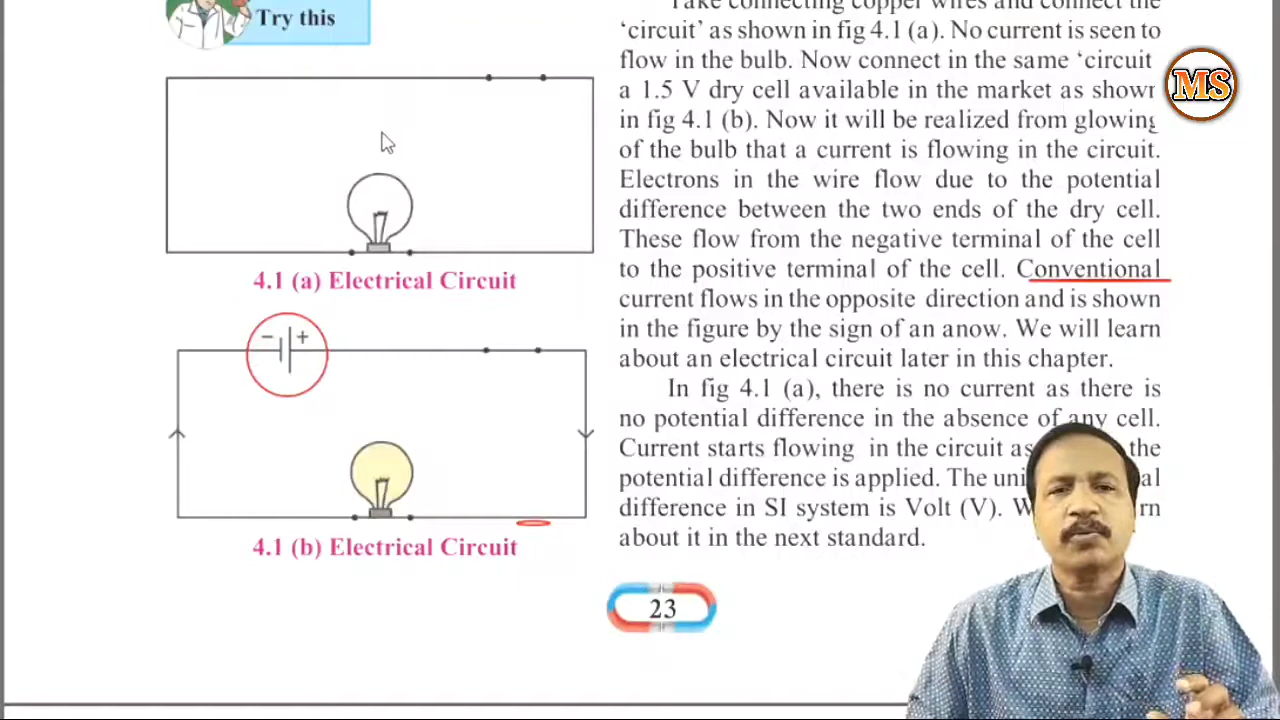 Try this
4.1 (a) Electrical Circuit
− +
4.1 (b) Electrical Circuit
Take connecting copper wires and connect the
‘circuit’ as shown in fig 4.1 (a). No current is seen to
flow in the bulb. Now connect in the same ‘circuit
a 1.5 V dry cell available in the market as shown
in fig 4.1 (b). Now it will be realized from glowing
of the bulb that a current is flowing in the circuit.
Electrons in the wire flow due to the potential
difference between the two ends of the dry cell.
These flow from the negative terminal of the cell
to the positive terminal of the cell. Conventional
current flows in the opposite direction and is shown
in the figure by the sign of an anow. We will learn
about an electrical circuit later in this chapter.
In fig 4.1 (a), there is no current as there is
no potential difference in the absence of any cell.
Current starts flowing in the circuit as the
potential difference is applied. The
difference in SI system is Volt (V).
about it in the next standard.
23
MS